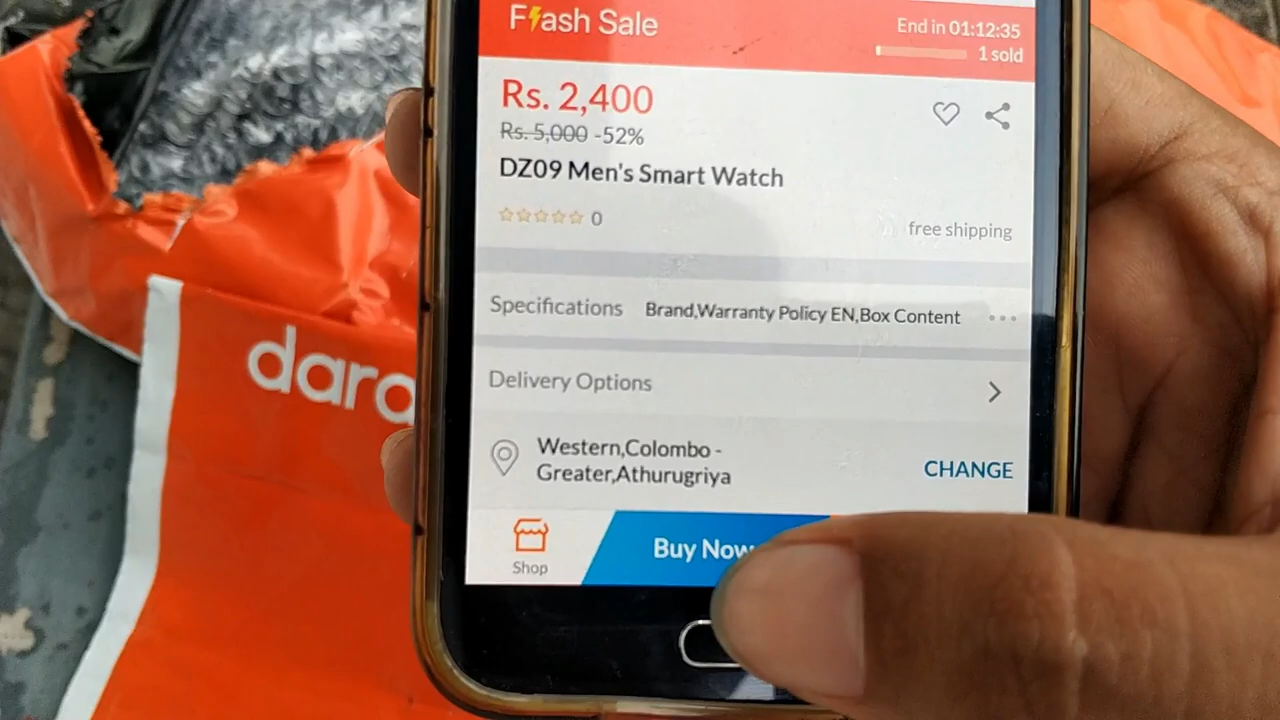 Flash Sale
End in 01:12:35
1 sold
Rs. 2,400
Rs. 5,000 -52%
DZ09 Men's Smart Watch
0
free shipping
Specifications Brand,Warranty Policy EN,Box Content
Delivery Options
Western,Colombo -
Greater,Athurugriya
CHANGE
Shop
Buy Now
dara